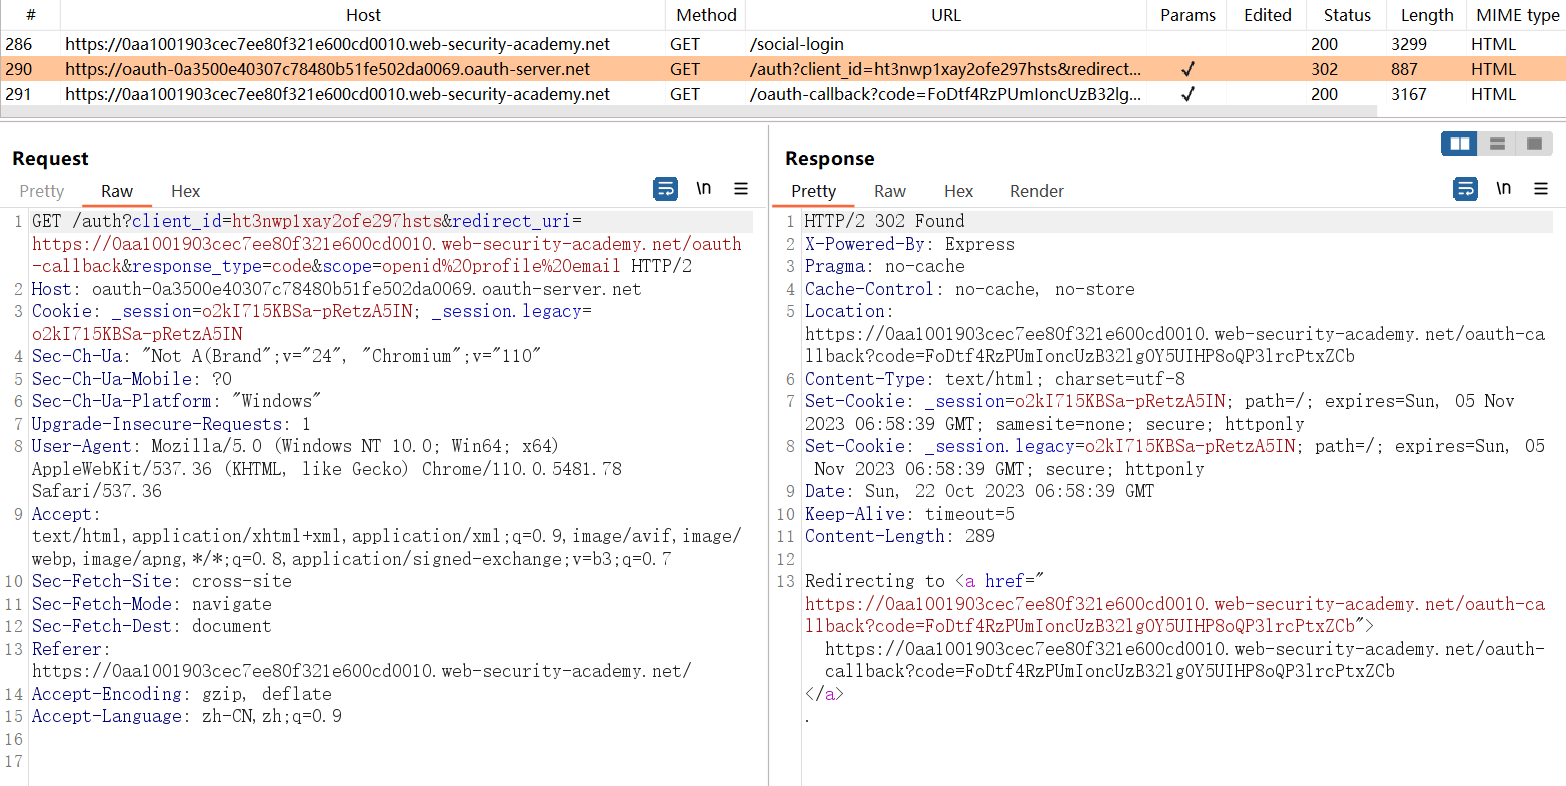 # Host Method URL Params Edited Status Length MIME type
286 https://0aa1001903cec7ee80f321e600cd0010.web-security-academy.net GET /social-login 200 3299 HTML
290 https://oauth-0a3500e40307c78480b51fe502da0069.oauth-server.net GET /auth?client_id=ht3nwp1xay2ofe297hsts&redirect... ✓ 302 887 HTML
291 https://0aa1001903cec7ee80f321e600cd0010.web-security-academy.net GET /oauth-callback?code=FoDtf4RzPUmIoncUzB32lg... ✓ 200 3167 HTML
Request
Pretty Raw Hex
\n
1 GET /auth?client_id=ht3nwp1xay2ofe297hsts&redirect_uri=
https://0aa1001903cec7ee80f321e600cd0010.web-security-academy.net/oauth
-callback&response_type=code&scope=openid%20profile%20email HTTP/2
2 Host: oauth-0a3500e40307c78480b51fe502da0069.oauth-server.net
3 Cookie: _session=o2kI715KBSa-pRetzA5IN; _session.legacy=
o2kI715KBSa-pRetzA5IN
4 Sec-Ch-Ua: "Not A(Brand";v="24", "Chromium";v="110"
5 Sec-Ch-Ua-Mobile: ?0
6 Sec-Ch-Ua-Platform: "Windows"
7 Upgrade-Insecure-Requests: 1
8 User-Agent: Mozilla/5.0 (Windows NT 10.0; Win64; x64)
AppleWebKit/537.36 (KHTML, like Gecko) Chrome/110.0.5481.78
Safari/537.36
9 Accept:
text/html,application/xhtml+xml,application/xml;q=0.9,image/avif,image/
webp,image/apng,*/*;q=0.8,application/signed-exchange;v=b3;q=0.7
10 Sec-Fetch-Site: cross-site
11 Sec-Fetch-Mode: navigate
12 Sec-Fetch-Dest: document
13 Referer:
https://0aa1001903cec7ee80f321e600cd0010.web-security-academy.net/
14 Accept-Encoding: gzip, deflate
15 Accept-Language: zh-CN,zh;q=0.9
16
17
Response
Pretty Raw Hex Render
\n
1 HTTP/2 302 Found
2 X-Powered-By: Express
3 Pragma: no-cache
4 Cache-Control: no-cache, no-store
5 Location:
https://0aa1001903cec7ee80f321e600cd0010.web-security-academy.net/oauth-ca
llback?code=FoDtf4RzPUmIoncUzB32lg0Y5UIHP8oQP3lrcPtxZCb
6 Content-Type: text/html; charset=utf-8
7 Set-Cookie: _session=o2kI715KBSa-pRetzA5IN; path=/; expires=Sun, 05 Nov
2023 06:58:39 GMT; samesite=none; secure; httponly
8 Set-Cookie: _session.legacy=o2kI715KBSa-pRetzA5IN; path=/; expires=Sun, 05
Nov 2023 06:58:39 GMT; secure; httponly
9 Date: Sun, 22 Oct 2023 06:58:39 GMT
10 Keep-Alive: timeout=5
11 Content-Length: 289
12
13 Redirecting to <a href="
https://0aa1001903cec7ee80f321e600cd0010.web-security-academy.net/oauth-ca
llback?code=FoDtf4RzPUmIoncUzB32lg0Y5UIHP8oQP3lrcPtxZCb">
https://0aa1001903cec7ee80f321e600cd0010.web-security-academy.net/oauth-
callback?code=FoDtf4RzPUmIoncUzB32lg0Y5UIHP8oQP3lrcPtxZCb
</a>
.